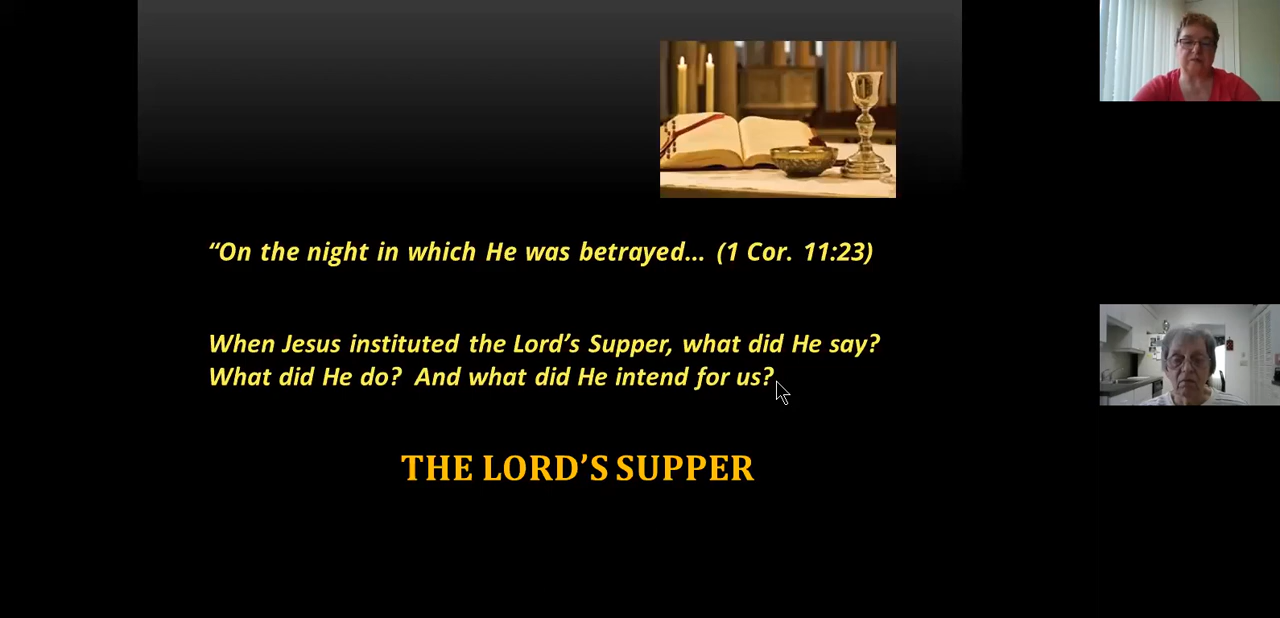 “On the night in which He was betrayed... (1 Cor. 11:23)
When Jesus instituted the Lord’s Supper, what did He say?
What did He do?  And what did He intend for us?
THE LORD’S SUPPER